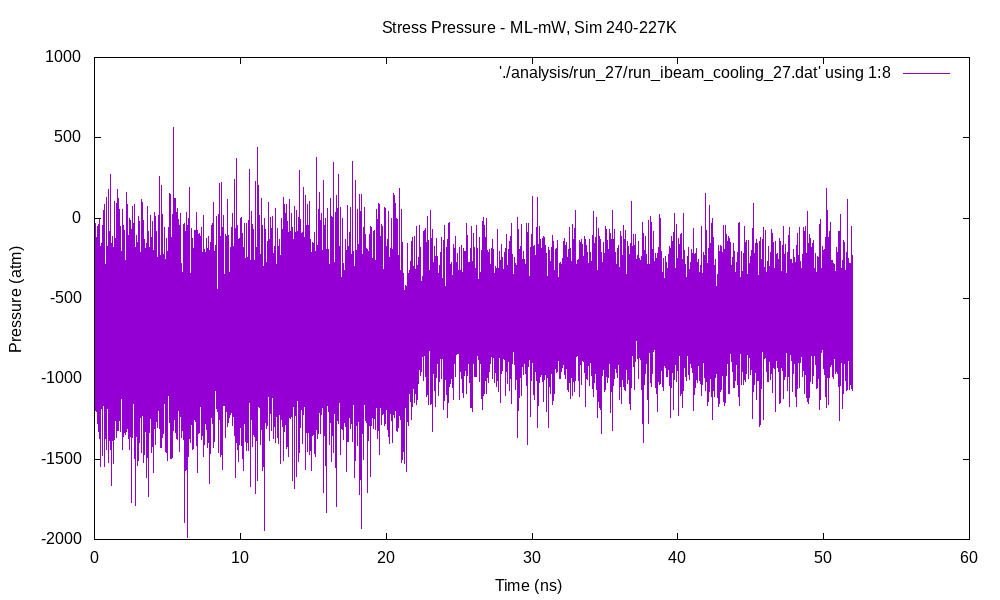 Stress Pressure - ML-mW, Sim 240-227K
'./analysis/run_27/run_ibeam_cooling_27.dat' using 1:8
1000
500
0
-500
-1000
-1500
-2000
Pressure (atm)
0 10 20 30 40 50 60
Time (ns)